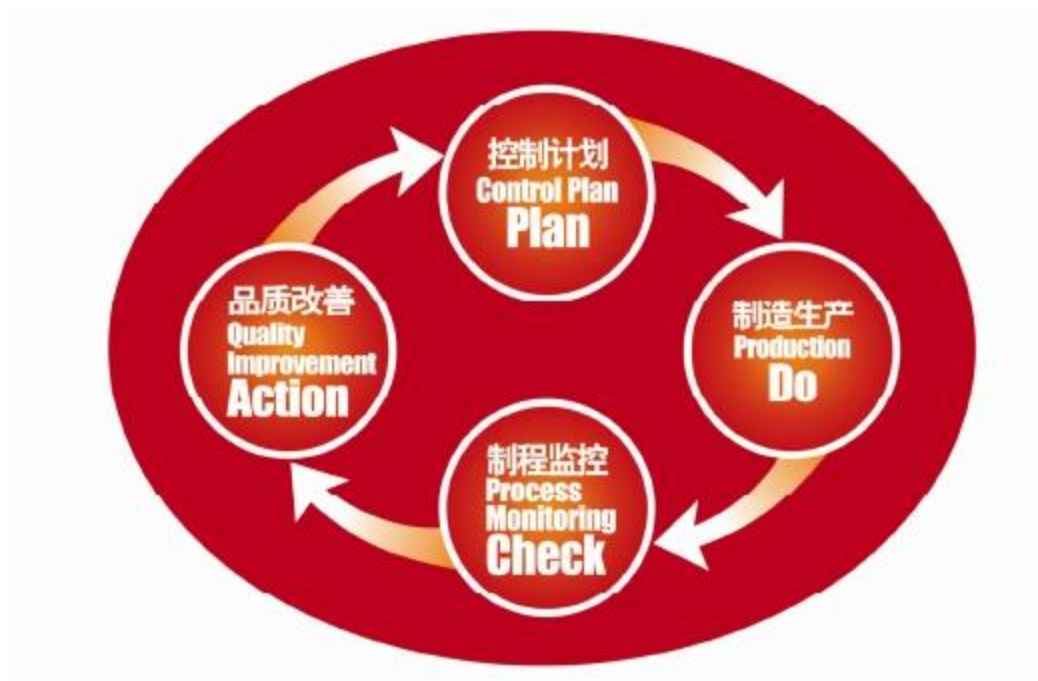 控制计划
Control Plan
Plan
制造生产
Production
Do
制程监控
Process
Monitoring
Check
品质改善
Quality
Improvement
Action